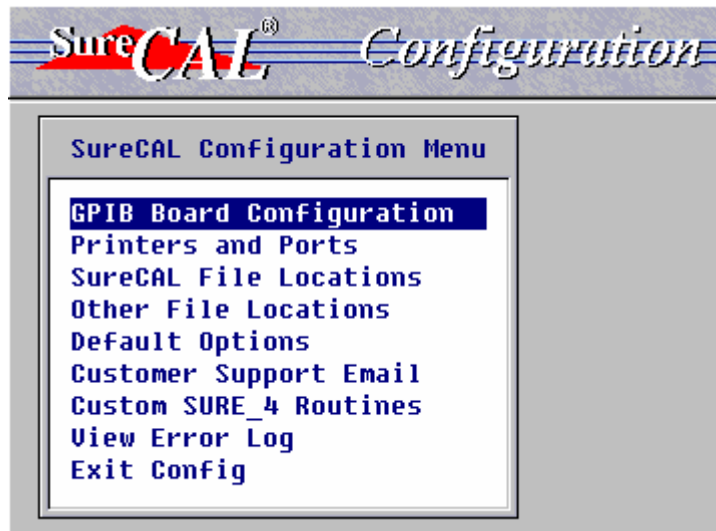 SureCAL® Configuration
SureCAL Configuration Menu
GPIB Board Configuration
Printers and Ports
SureCAL File Locations
Other File Locations
Default Options
Customer Support Email
Custom SURE_4 Routines
View Error Log
Exit Config